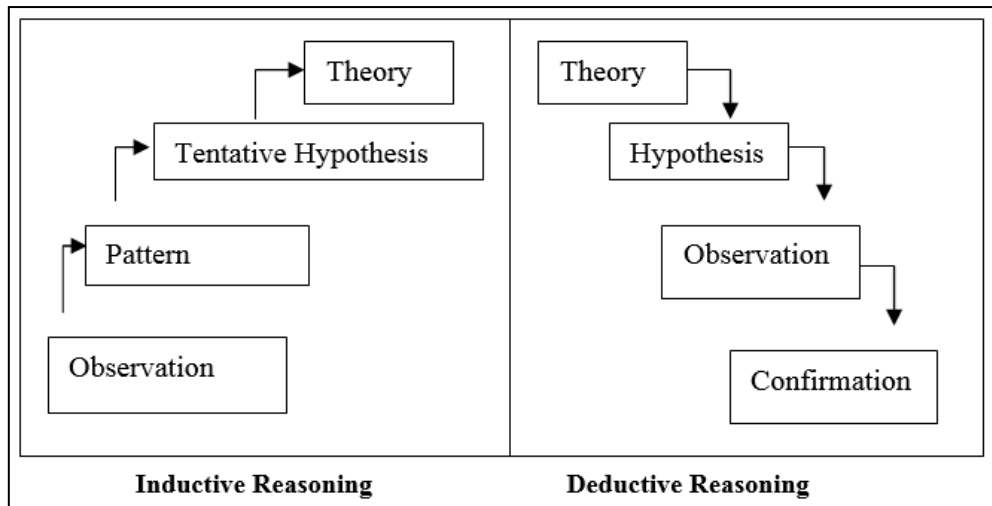 Theory
Tentative Hypothesis
Pattern
Observation
Inductive Reasoning
Theory
Hypothesis
Observation
Confirmation
Deductive Reasoning